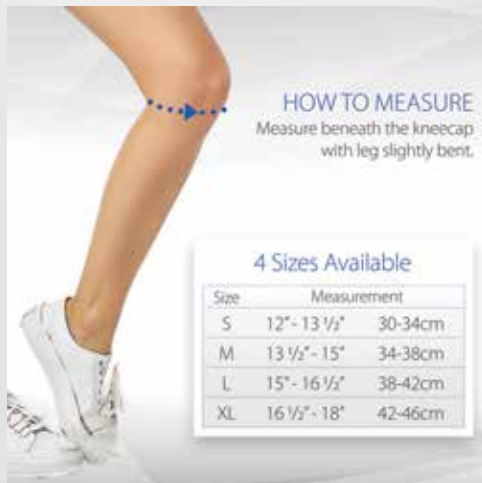 HOW TO MEASURE
Measure beneath the kneecap
with leg slightly bent.
4 Sizes Available
Size Measurement
S 12" - 13 ½" 30-34cm
M 13 ½" - 15" 34-38cm
L 15" - 16 ½" 38-42cm
XL 16 ½" - 18" 42-46cm